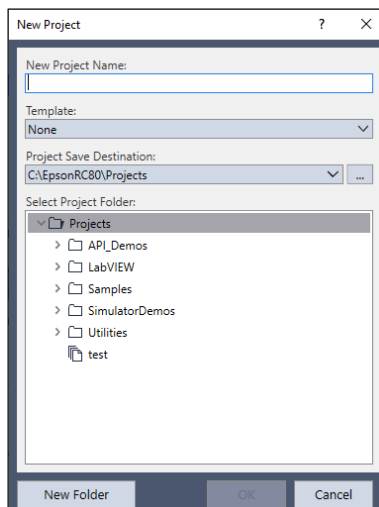 New Project
?
New Project Name:
Template:
None
Project Save Destination:
C:\EpsonRC80\Projects
...
Select Project Folder:
Projects
API_Demos
LabVIEW
Samples
SimulatorDemos
Utilities
test
New Folder
OK
Cancel